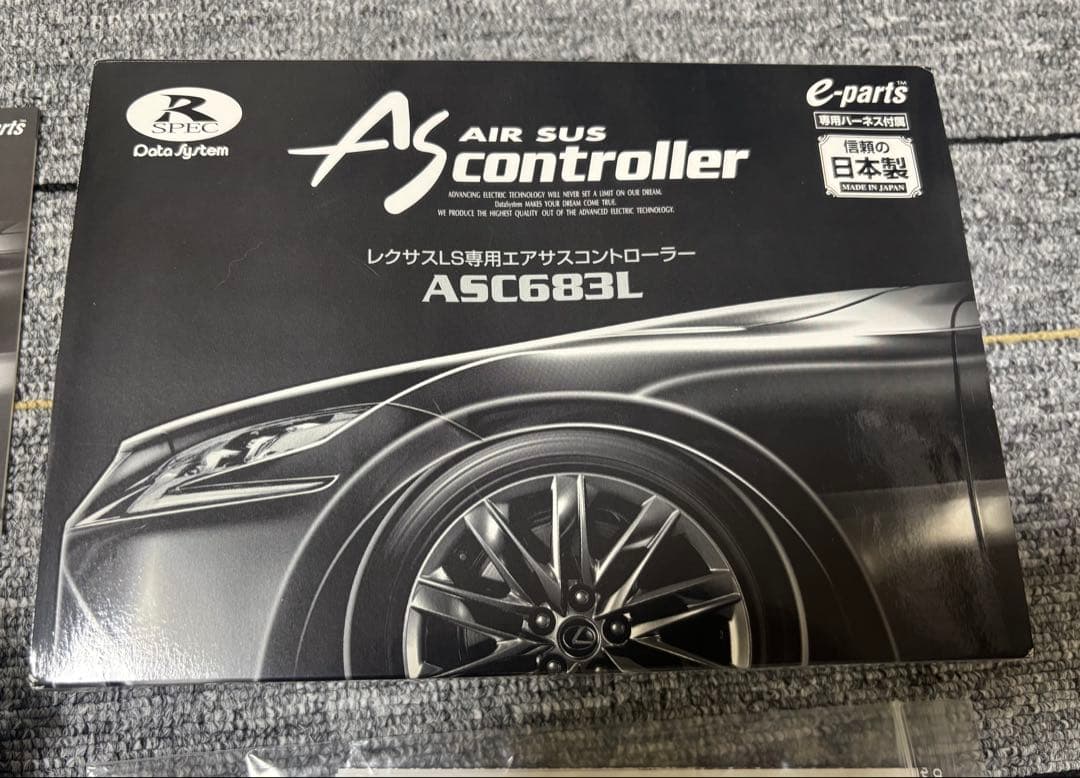 R
SPEC
Data System
AS AIR SUS
controller
ADVANCING ELECTRIC TECHNOLOGY WILL NEVER SET A LIMIT ON OUR DREAM.
DataSystem MAKES YOUR DREAM COME TRUE.
WE PRODUCE THE HIGHEST QUALITY OUT OF THE ADVANCED ELECTRIC TECHNOLOGY.
e-parts™
専用ハーネス付属
信頼の
日本製
MADE IN JAPAN
レクサスLS専用エアサスコントローラー
ASC683L